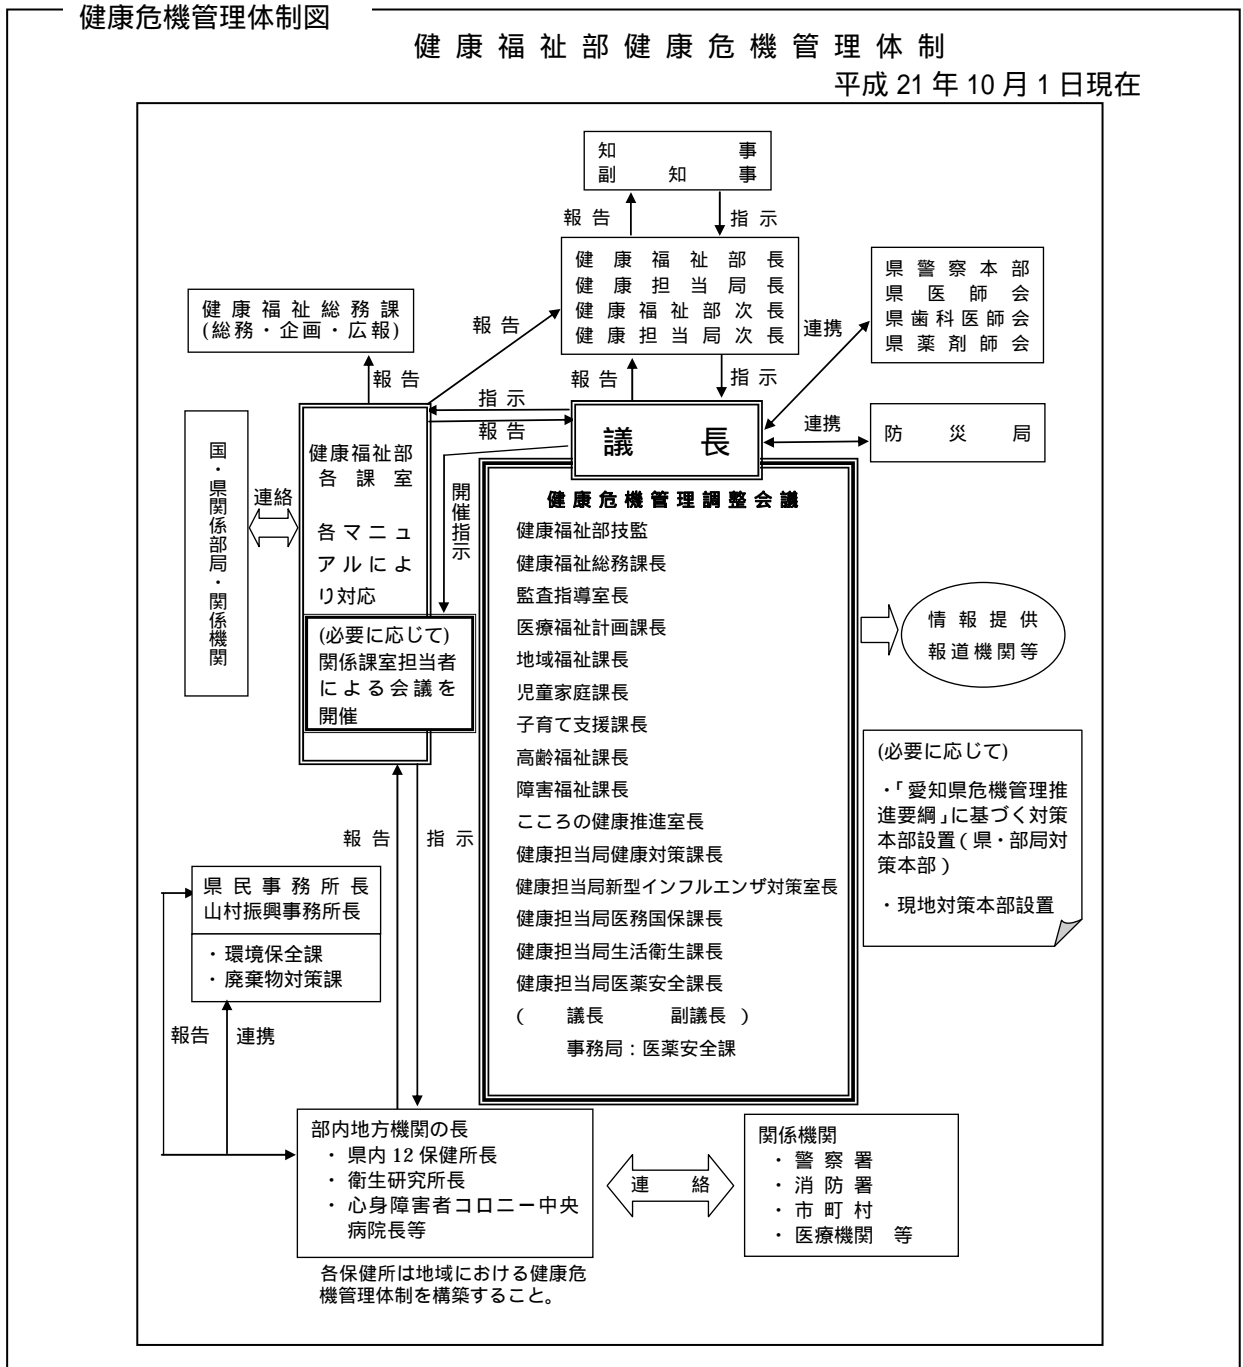 健康危機管理体制図
健康福祉部健康危機管理体制
平成 21 年 10 月 1 日現在
知事
副知事
報告
指示
健康福祉部長
健康担当局長
健康福祉部次長
健康担当局次長
県警察本部
県医師会
県歯科医師会
県薬剤師会
健康福祉総務課
(総務・企画・広報)
報告
連携
報告
報告
指示
指示
報告
議長
連携
防災局
国・県関係部局・関係機関
連絡
健康福祉部
各課室
各マニュ
アルによ
り対応
開催指示
(必要に応じて)
関係課室担当者
による会議を
開催
健康危機管理調整会議
健康福祉部技監
健康福祉総務課長
監査指導室長
医療福祉計画課長
地域福祉課長
児童家庭課長
子育て支援課長
高齢福祉課長
障害福祉課長
こころの健康推進室長
健康担当局健康対策課長
健康担当局新型インフルエンザ対策室長
健康担当局医務国保課長
健康担当局生活衛生課長
健康担当局医薬安全課長
( 議長 副議長 )
事務局:医薬安全課
情報提供
報道機関等
(必要に応じて)
・「愛知県危機管理推
進要綱」に基づく対策
本部設置(県・部局対
策本部)
・現地対策本部設置
報告
指示
県民事務所長
山村振興事務所長
・環境保全課
・廃棄物対策課
報告
連携
部内地方機関の長
・ 県内 12 保健所長
・ 衛生研究所長
・ 心身障害者コロニー中央
病院長等
連絡
関係機関
・ 警察署
・ 消防署
・ 市町村
・ 医療機関 等
各保健所は地域における健康危
機管理体制を構築すること。